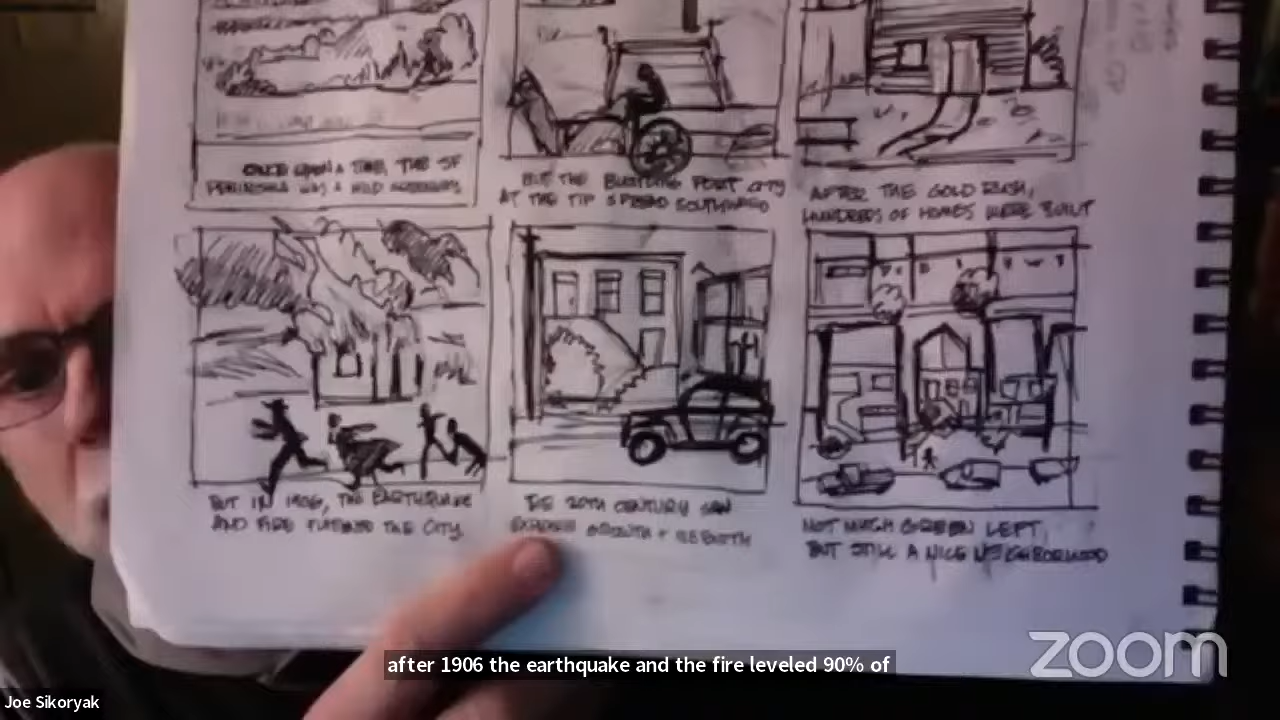 ONCE UPON A TIME, THE SF
PENINSULA WAS A WILD
BUT THE BUSTLING PORT CITY
AT THE TIP SPREAD SOUTHWARD
AFTER THE GOLD RUSH,
HUNDREDS OF HOMES WERE BUILT
BUT IN 1906, THE EARTHQUAKE
AND FIRE FLATTENED THE CITY.
THE 20TH CENTURY SAW
GROWTH + REBIRTH
NOT MUCH GREEN LEFT,
BUT STILL A NICE NEIGHBORHOOD
zoom
after 1906 the earthquake and the fire leveled 90% of
Joe Sikoryak